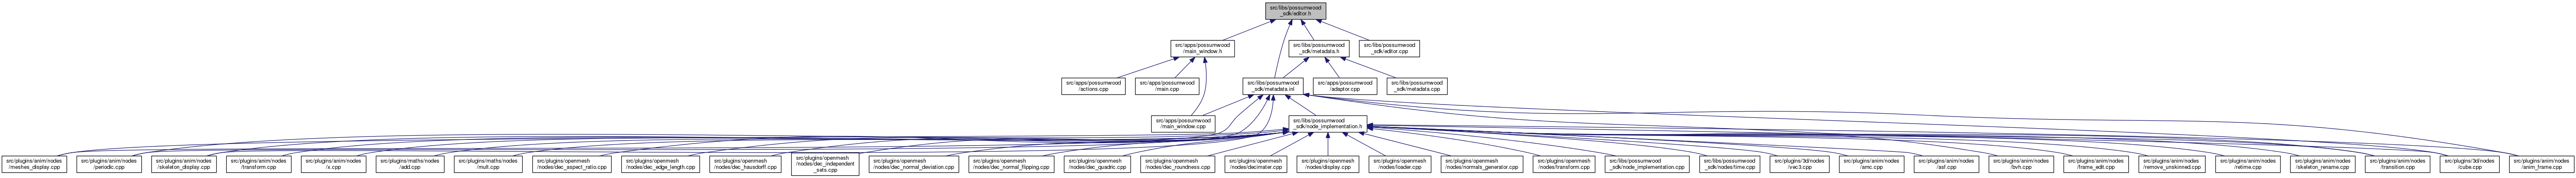 src/libs/possumwood
_sdk/editor.h
src/apps/possumwood
/main_window.h
src/libs/possumwood
_sdk/metadata.h
src/libs/possumwood
_sdk/editor.cpp
src/apps/possumwood
/actions.cpp
src/apps/possumwood
/main.cpp
src/libs/possumwood
_sdk/metadata.inl
src/apps/possumwood
/adaptor.cpp
src/libs/possumwood
_sdk/metadata.cpp
src/apps/possumwood
/main_window.cpp
src/libs/possumwood
_sdk/node_implementation.h
src/plugins/anim/nodes
/meshes_display.cpp
src/plugins/anim/nodes
/periodic.cpp
src/plugins/anim/nodes
/skeleton_display.cpp
src/plugins/anim/nodes
/transform.cpp
src/plugins/anim/nodes
/x.cpp
src/plugins/maths/nodes
/add.cpp
src/plugins/maths/nodes
/mult.cpp
src/plugins/openmesh
/nodes/dec_aspect_ratio.cpp
src/plugins/openmesh
/nodes/dec_edge_length.cpp
src/plugins/openmesh
/nodes/dec_hausdorff.cpp
src/plugins/openmesh
/nodes/dec_independent
_sets.cpp
src/plugins/openmesh
/nodes/dec_normal_deviation.cpp
src/plugins/openmesh
/nodes/dec_normal_flipping.cpp
src/plugins/openmesh
/nodes/dec_quadric.cpp
src/plugins/openmesh
/nodes/dec_roundness.cpp
src/plugins/openmesh
/nodes/decimater.cpp
src/plugins/openmesh
/nodes/display.cpp
src/plugins/openmesh
/nodes/loader.cpp
src/plugins/openmesh
/nodes/normals_generator.cpp
src/plugins/openmesh
/nodes/transform.cpp
src/libs/possumwood
_sdk/node_implementation.cpp
src/libs/possumwood
_sdk/nodes/time.cpp
src/plugins/3d/nodes
/vec3.cpp
src/plugins/anim/nodes
/amc.cpp
src/plugins/anim/nodes
/asf.cpp
src/plugins/anim/nodes
/bvh.cpp
src/plugins/anim/nodes
/frame_edit.cpp
src/plugins/anim/nodes
/remove_unskinned.cpp
src/plugins/anim/nodes
/retime.cpp
src/plugins/anim/nodes
/skeleton_rename.cpp
src/plugins/anim/nodes
/transition.cpp
src/plugins/3d/nodes
/cube.cpp
src/plugins/anim/nodes
/anim_frame.cpp